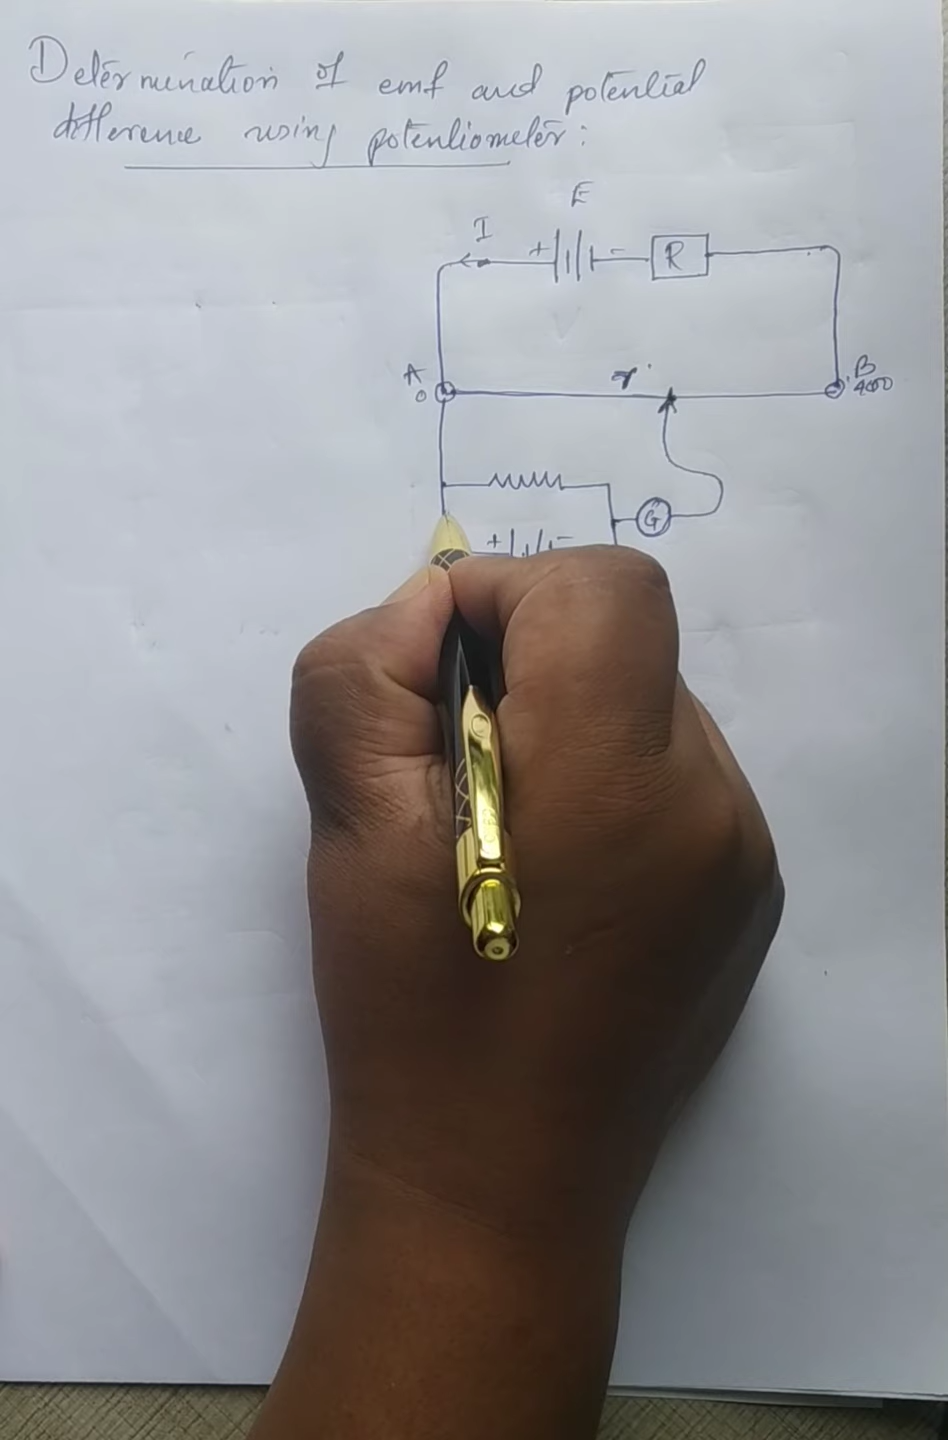 Determination of emf and potential
difference using potentiometer:
E
I
+ -
R
A
0
r
B
400
G
+ -